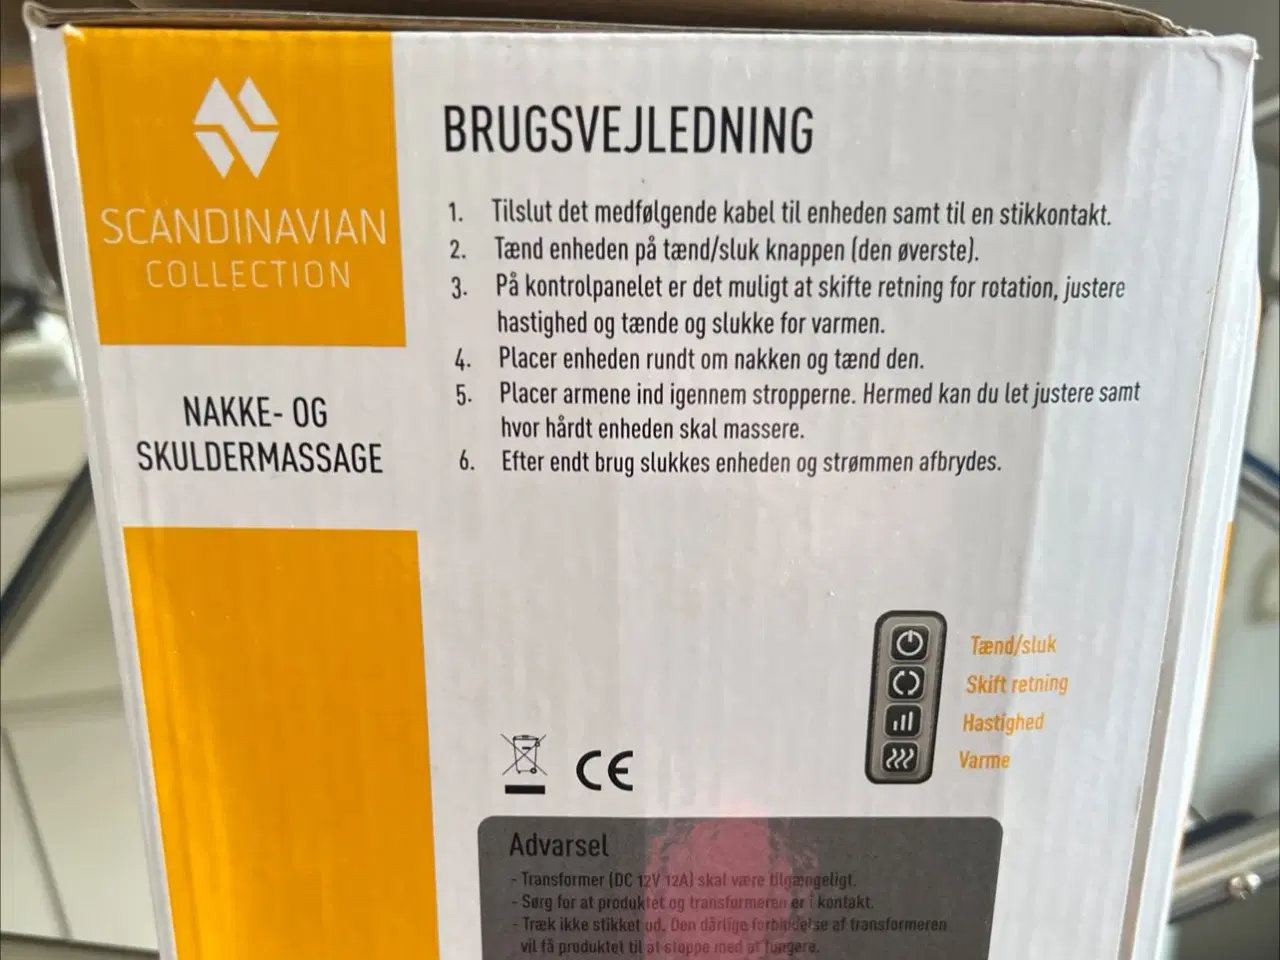 SCANDINAVIAN
COLLECTION
NAKKE- OG
SKULDERMASSAGE
BRUGSVEJLEDNING
1. Tilslut det medfølgende kabel til enheden samt til en stikkontakt.
2. Tænd enheden på tænd/sluk knappen (den øverste).
3. På kontrolpanelet er det muligt at skifte retning for rotation, justere
hastighed og tænde og slukke for varmen.
4. Placer enheden rundt om nakken og tænd den.
5. Placer armene ind igennem stropperne. Hermed kan du let justere samt
hvor hårdt enheden skal massere.
6. Efter endt brug slukkes enheden og strømmen afbrydes.
Tænd/sluk
Skift retning
Hastighed
Varme
CE
Advarsel
- Transformer (DC 12V 12A) skal være tilgængeligt.
- Sørg for at produktet og transformeren er i kontakt.
- Træk ikke stikket ud. Den dårlige forbindelse af transformeren
vil få produktet til at stoppe med at fungere.